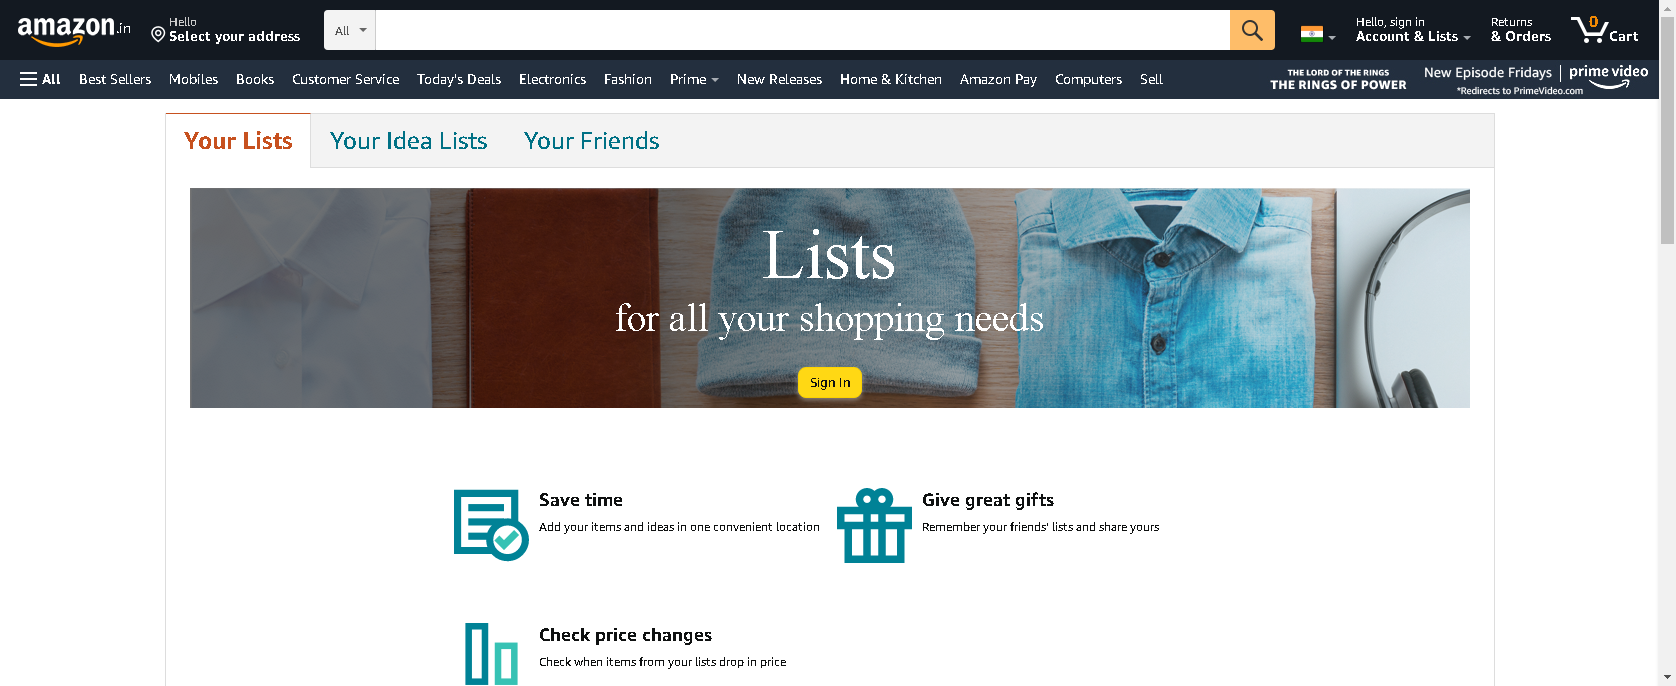 amazon.in
Hello
Select your address
All
Hello, sign in
Account & Lists
Returns
& Orders
0
Cart
All
Best Sellers
Mobiles
Books
Customer Service
Today's Deals
Electronics
Fashion
Prime
New Releases
Home & Kitchen
Amazon Pay
Computers
Sell
THE LORD OF THE RINGS
THE RINGS OF POWER
New Episode Fridays
prime video
*Redirects to PrimeVideo.com
Your Lists
Your Idea Lists
Your Friends
Lists
for all your shopping needs
Sign In
Save time
Add your items and ideas in one convenient location
Give great gifts
Remember your friends' lists and share yours
Check price changes
Check when items from your lists drop in price